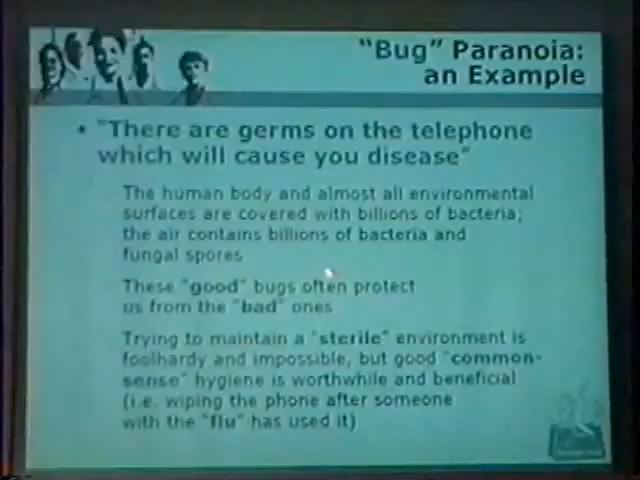 "Bug" Paranoia:
an Example
• "There are germs on the telephone
which will cause you disease"
The human body and almost all environmental
surfaces are covered with billions of bacteria;
the air contains billions of bacteria and
fungal spores
These "good" bugs often protect
us from the "bad" ones
Trying to maintain a "sterile" environment is
foolhardy and impossible, but good "common-
sense" hygiene is worthwhile and beneficial
(i.e. wiping the phone after someone
with the "flu" has used it)